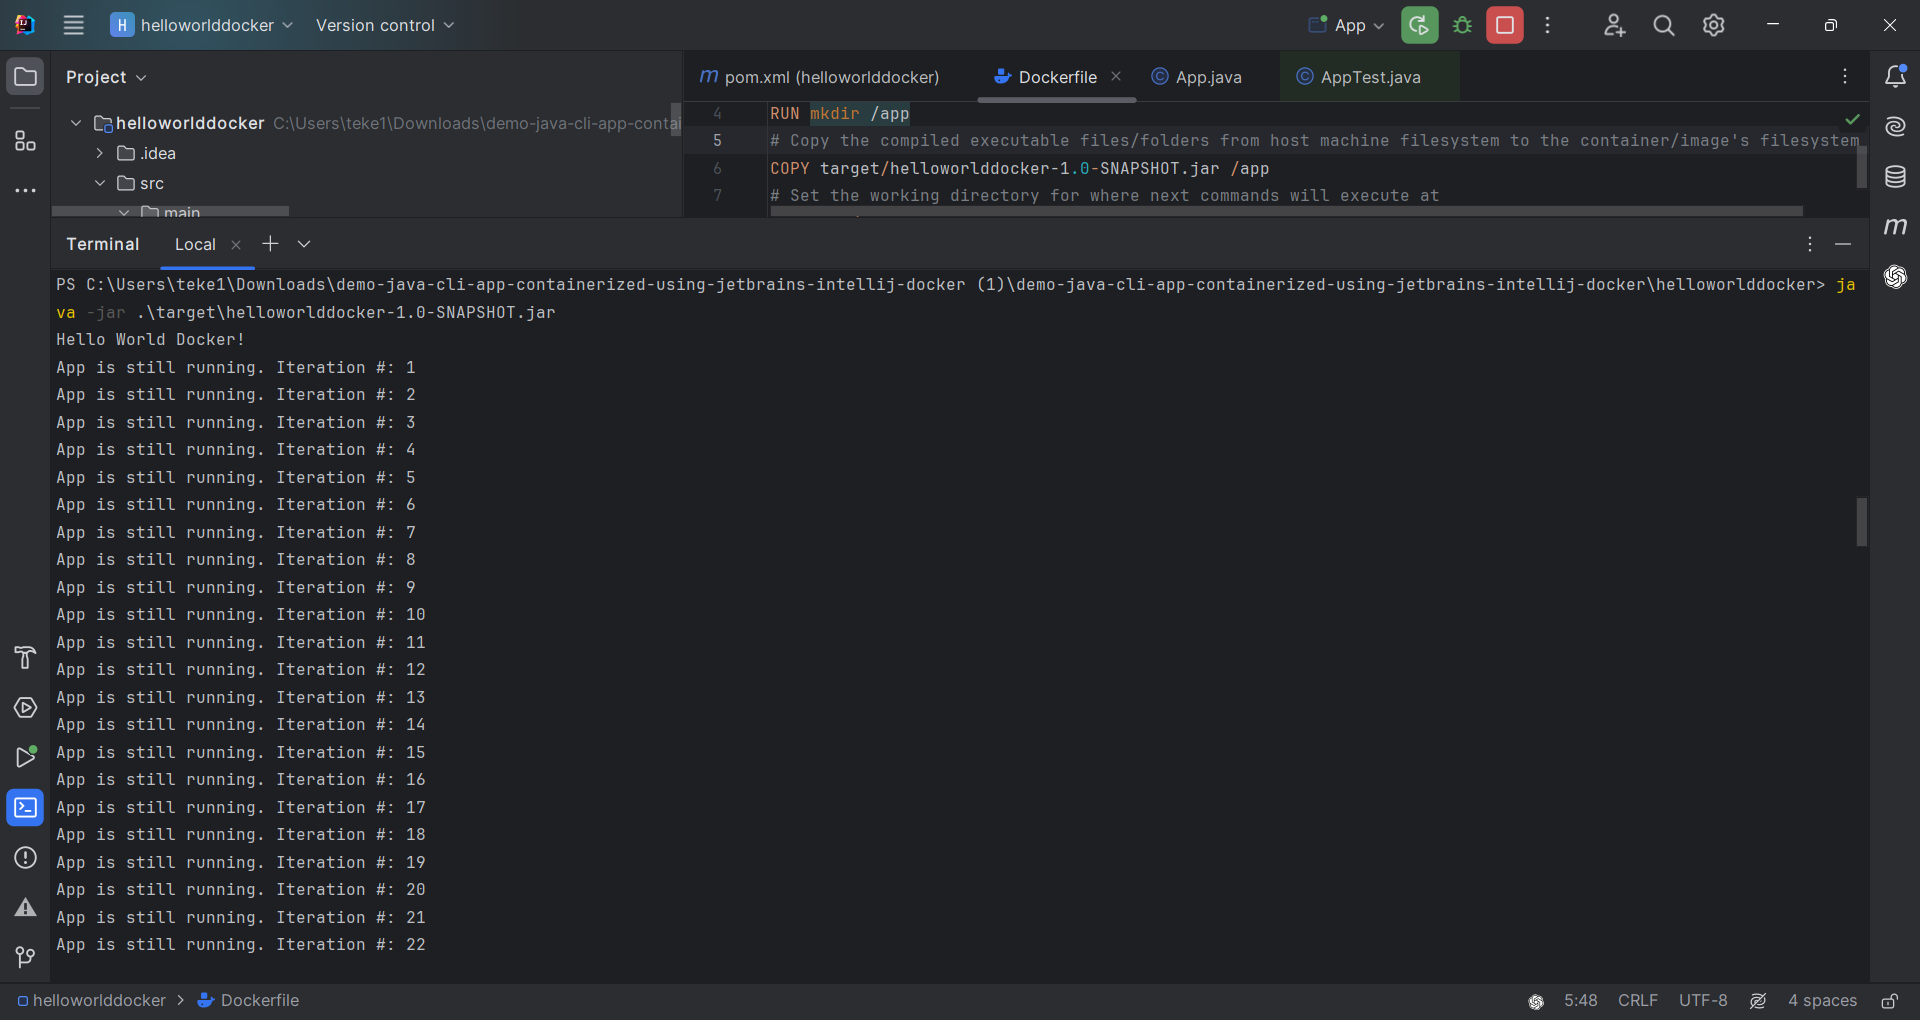 H helloworlddocker Version control App
Project
m pom.xml (helloworlddocker) Dockerfile App.java AppTest.java
helloworlddocker C:\Users\teke1\Downloads\demo-java-cli-app-contai
.idea
src
main
4 RUN mkdir /app
5 # Copy the compiled executable files/folders from host machine filesystem to the container/image's filesystem
6 COPY target/helloworlddocker-1.0-SNAPSHOT.jar /app
7 # Set the working directory for where next commands will execute at
Terminal Local
PS C:\Users\teke1\Downloads\demo-java-cli-app-containerized-using-jetbrains-intellij-docker (1)\demo-java-cli-app-containerized-using-jetbrains-intellij-docker\helloworlddocker> ja
va -jar .\target\helloworlddocker-1.0-SNAPSHOT.jar
Hello World Docker!
App is still running. Iteration #: 1
App is still running. Iteration #: 2
App is still running. Iteration #: 3
App is still running. Iteration #: 4
App is still running. Iteration #: 5
App is still running. Iteration #: 6
App is still running. Iteration #: 7
App is still running. Iteration #: 8
App is still running. Iteration #: 9
App is still running. Iteration #: 10
App is still running. Iteration #: 11
App is still running. Iteration #: 12
App is still running. Iteration #: 13
App is still running. Iteration #: 14
App is still running. Iteration #: 15
App is still running. Iteration #: 16
App is still running. Iteration #: 17
App is still running. Iteration #: 18
App is still running. Iteration #: 19
App is still running. Iteration #: 20
App is still running. Iteration #: 21
App is still running. Iteration #: 22
helloworlddocker > Dockerfile 5:48 CRLF UTF-8 4 spaces